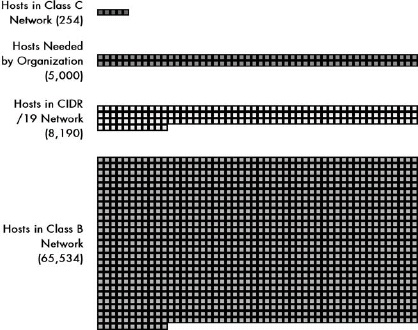 Hosts in Class C
Network (254)
Hosts Needed
by Organization
(5,000)
Hosts in CIDR
/19 Network
(8,190)
Hosts in Class B
Network
(65,534)